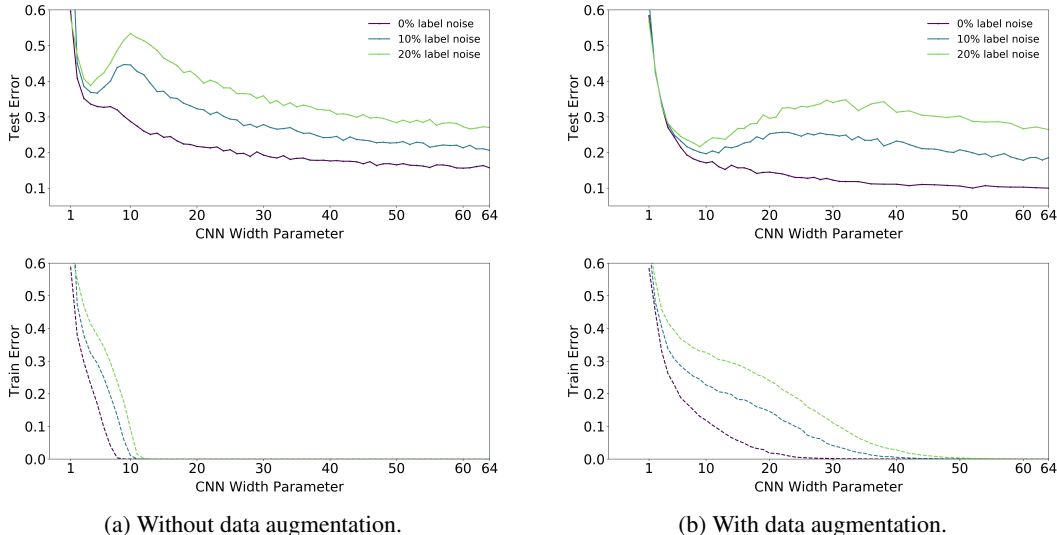 0.6
0.5
0.4
0.3
0.2
0.1
Test Error
0% label noise
10% label noise
20% label noise
1 10 20 30 40 50 60 64
CNN Width Parameter
0.6
0.5
0.4
0.3
0.2
0.1
0.0
Train Error
1 10 20 30 40 50 60 64
CNN Width Parameter
(a) Without data augmentation.
0.6
0.5
0.4
0.3
0.2
0.1
Test Error
0% label noise
10% label noise
20% label noise
1 10 20 30 40 50 60 64
CNN Width Parameter
0.6
0.5
0.4
0.3
0.2
0.1
0.0
Train Error
1 10 20 30 40 50 60 64
CNN Width Parameter
(b) With data augmentation.